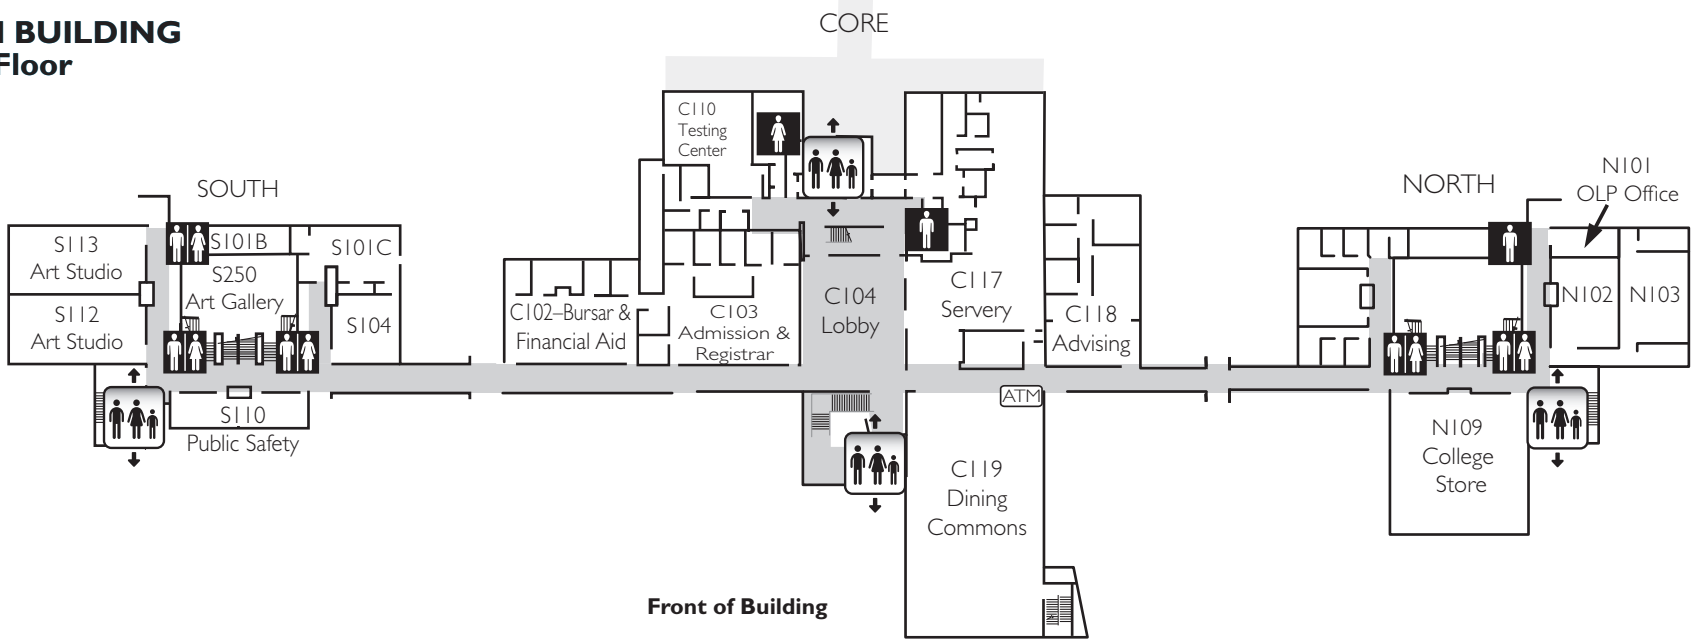 BUILDING
Floor
CORE
SOUTH
S113
Art Studio
S112
Art Studio
S101B
S250
Art Gallery
S101C
S104
S110
Public Safety
C110
Testing
Center
C102–Bursar &
Financial Aid
C103
Admission &
Registrar
C104
Lobby
C117
Servery
C118
Advising
ATM
C119
Dining
Commons
NORTH
N101
OLP Office
N102
N103
N109
College
Store
Front of Building